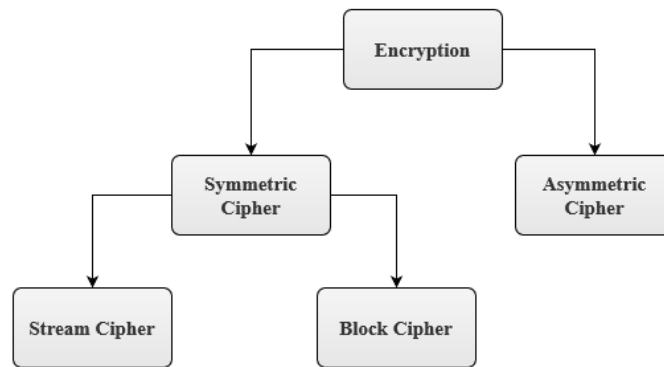 Encryption
Symmetric
Cipher
Asymmetric
Cipher
Stream Cipher
Block Cipher